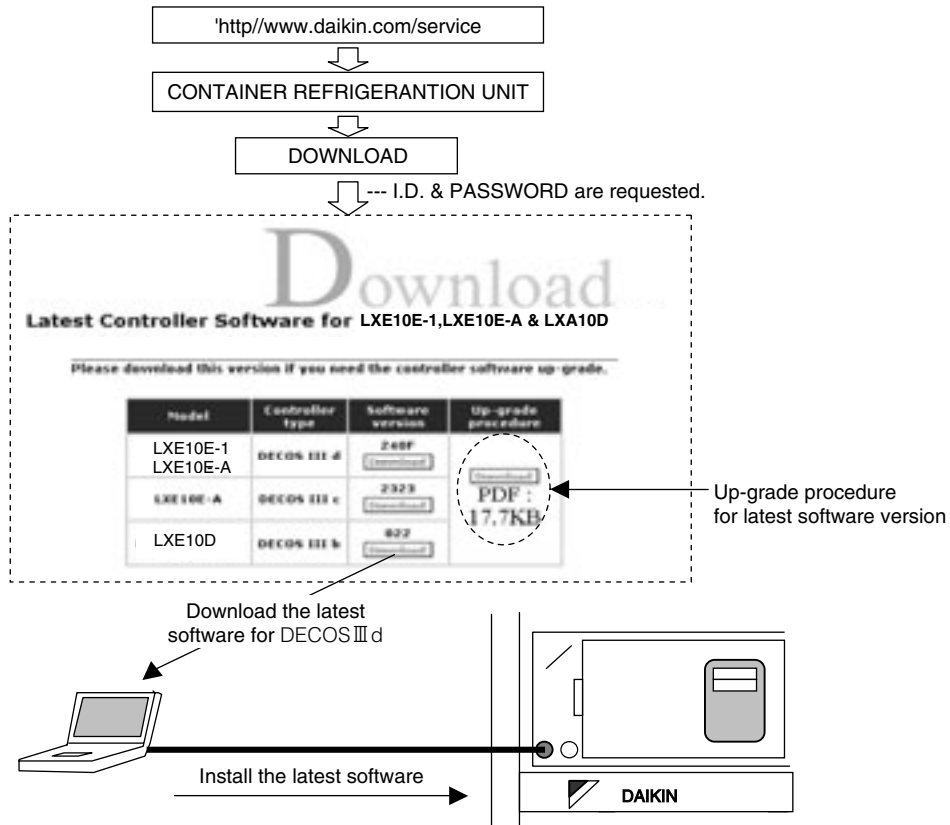 'http//www.daikin.com/service
CONTAINER REFRIGERANTION UNIT
DOWNLOAD
--- I.D. & PASSWORD are requested.
Download
Latest Controller Software for LXE10E-1,LXE10E-A & LXA10D
Please download this version if you need the controller software up-grade.
Model Controller type Software version Up-grade procedure
LXE10E-1
LXE10E-A
DECOS III d
Download
LXE10E-A DECOS III c 2323
Download
LXE10D DECOS III b 022
Download
Download
PDF :
17.7KB
Up-grade procedure
for latest software version
Download the latest
software for DECOSⅢd
Install the latest software
DAIKIN